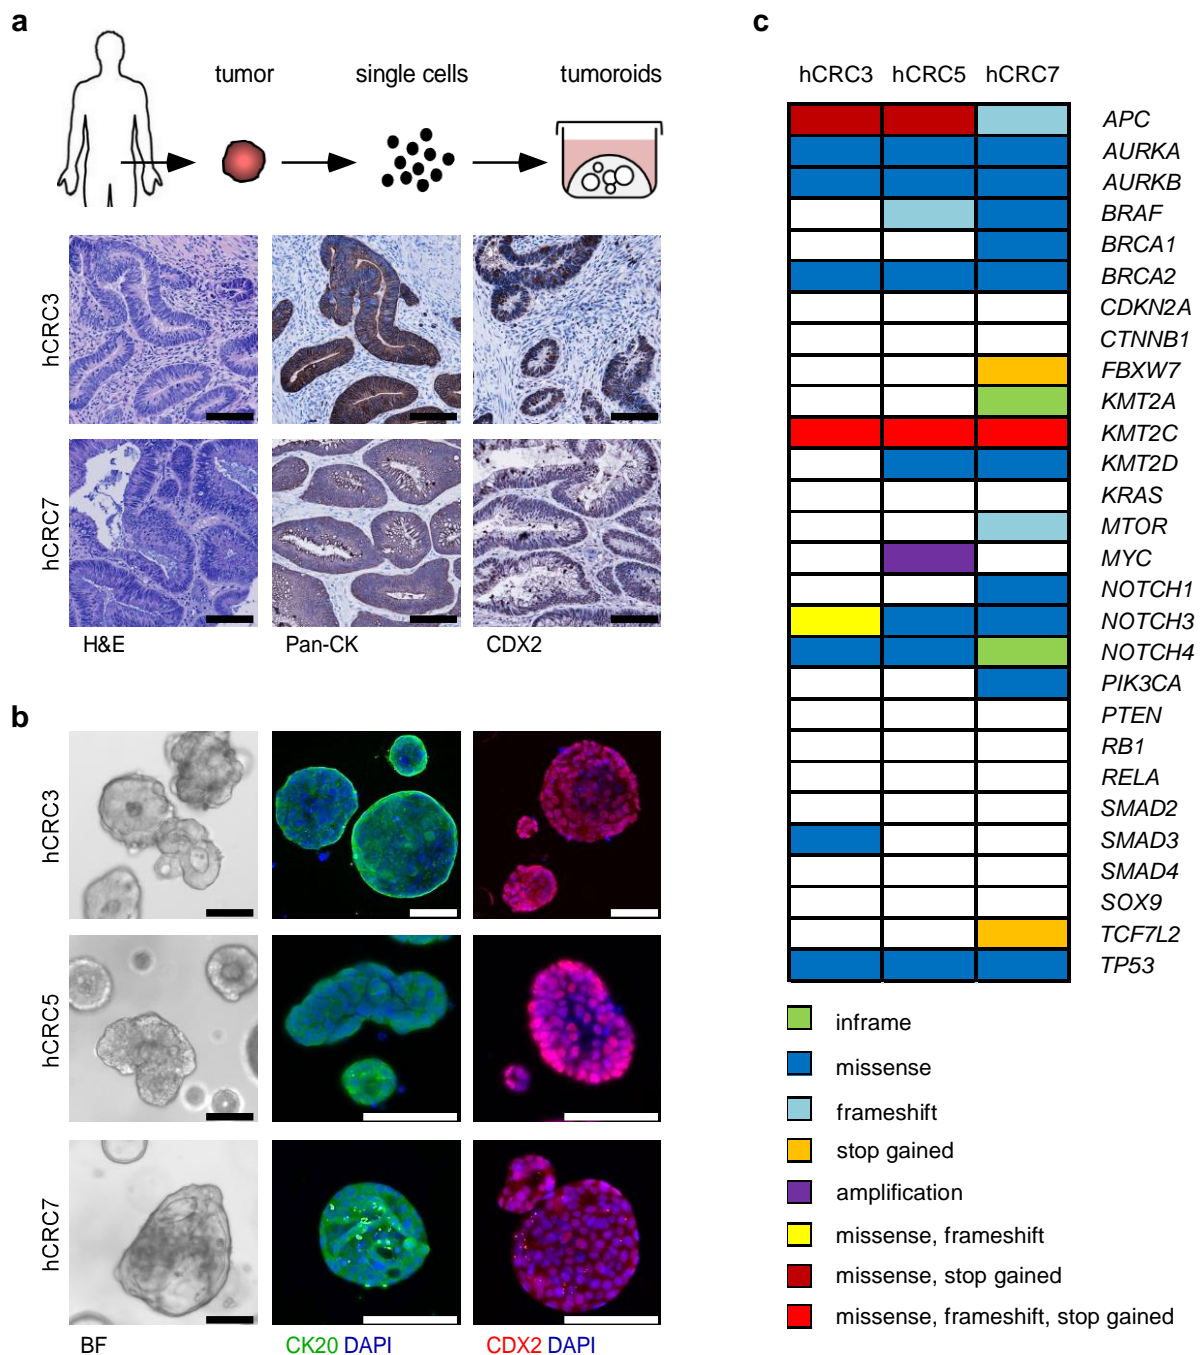 a
tumor
single cells
tumoroids
hCRC3
hCRC7
H&E
Pan-CK
CDX2
b
hCRC3
hCRC5
hCRC7
BF
CK20 DAPI
CDX2 DAPI
c
hCRC3 hCRC5 hCRC7
APC
AURKA
AURKB
BRAF
BRCA1
BRCA2
CDKN2A
CTNNB1
FBXW7
KMT2A
KMT2C
KMT2D
KRAS
MTOR
MYC
NOTCH1
NOTCH3
NOTCH4
PIK3CA
PTEN
RB1
RELA
SMAD2
SMAD3
SMAD4
SOX9
TCF7L2
TP53
inframe
missense
frameshift
stop gained
amplification
missense, frameshift
missense, stop gained
missense, frameshift, stop gained